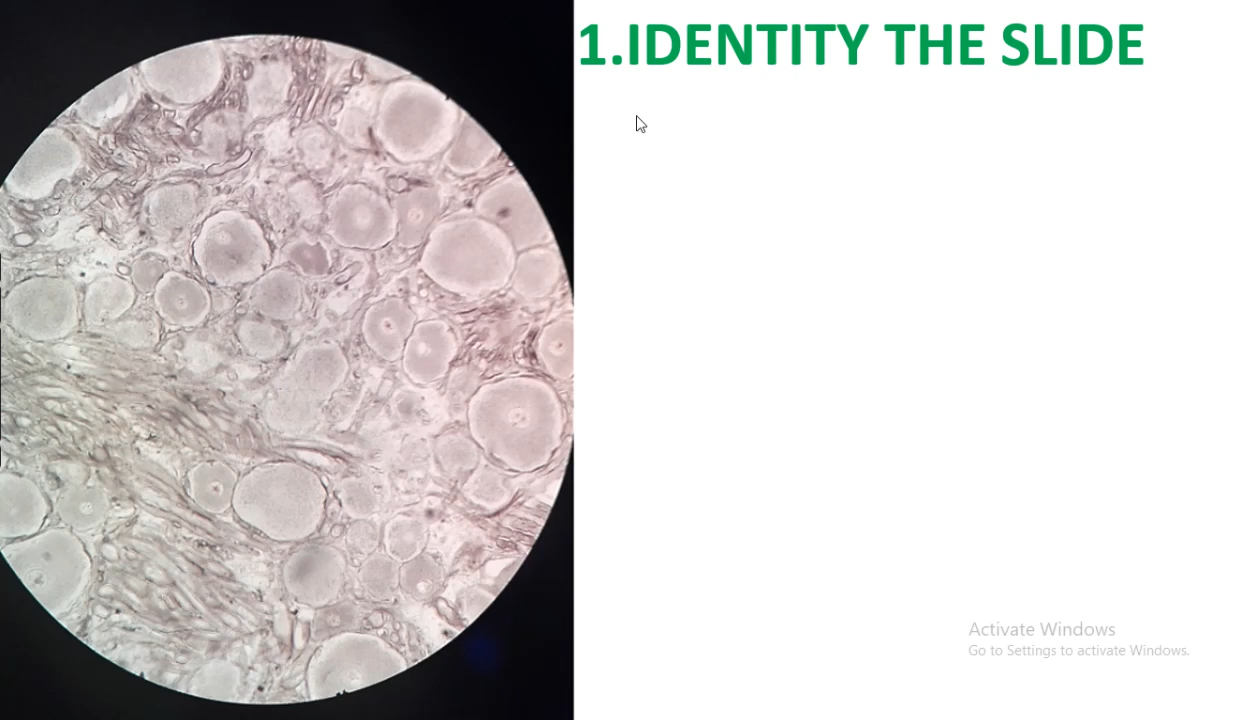 1.IDENTITY THE SLIDE
Activate Windows
Go to Settings to activate Windows.